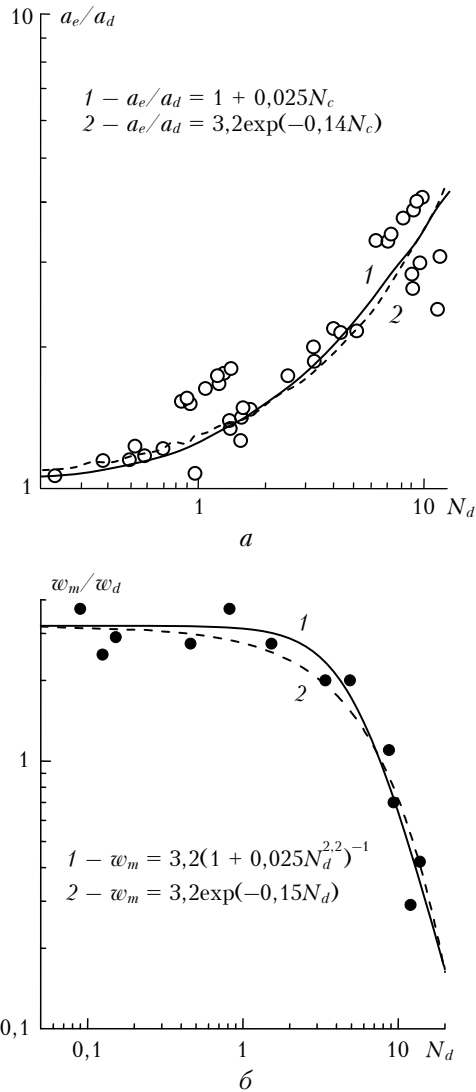 10
a_e/a_d
1 – a_e/a_d = 1 + 0,025N_c
2 – a_e/a_d = 3,2exp(−0,14N_c)
1
2
1
1 10 N_d
а
w_m/w_d
1
2
1
1 – w_m = 3,2(1 + 0,025N_d^{2,2})^{−1}
2 – w_m = 3,2exp(−0,15N_d)
0,1
0,1 1 10 N_d
б